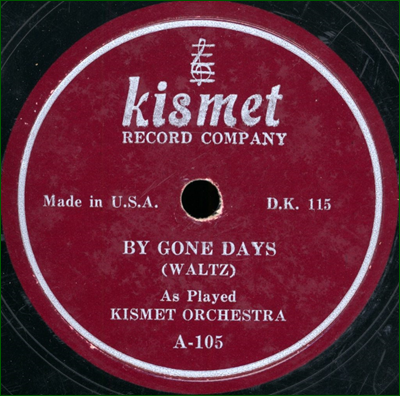 kismet
RECORD COMPANY
Made in U.S.A. D.K. 115
BY GONE DAYS
(WALTZ)
As Played
KISMET ORCHESTRA
A-105